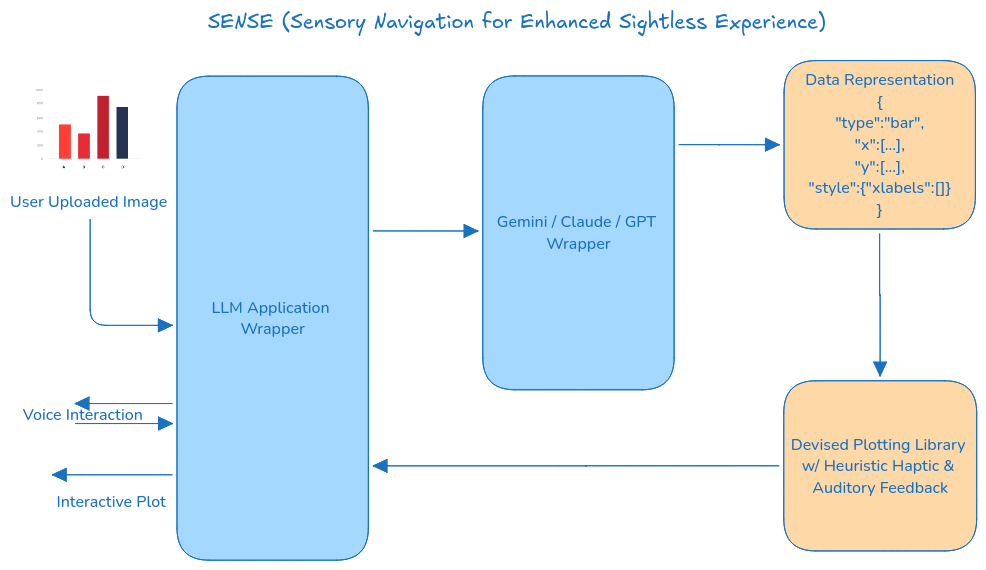 SENSE (Sensory Navigation for Enhanced Sightless Experience)
User Uploaded Image
LLM Application
Wrapper
Voice Interaction
Interactive Plot
Gemini / Claude / GPT
Wrapper
Data Representation
{
"type":"bar",
"x":[...],
"y":[...],
"style":{"xlabels":[]}
}
Devised Plotting Library
w/ Heuristic Haptic &
Auditory Feedback